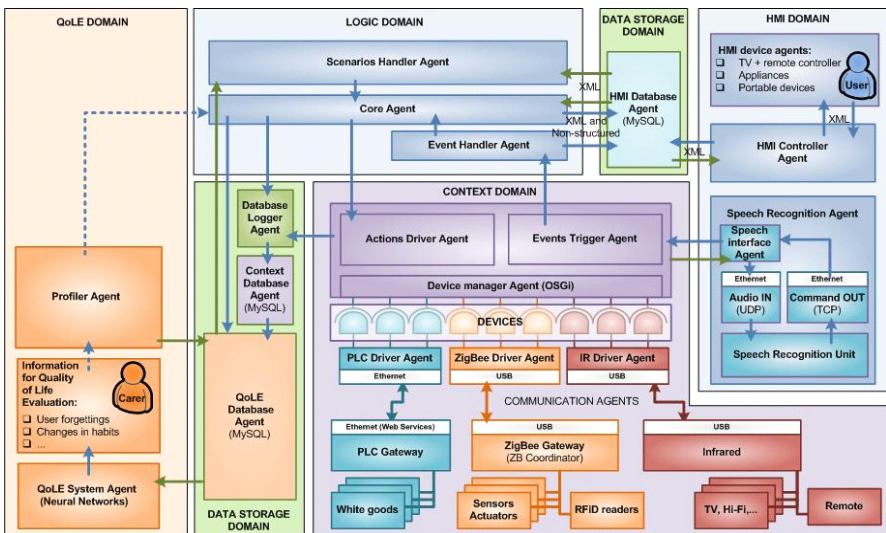 QoLE DOMAIN
LOGIC DOMAIN
DATA STORAGE
DOMAIN
HMI DOMAIN
Scenarios Handler Agent
Core Agent
Event Handler Agent
XML
XML and
Non-structured
HMI Database
Agent
(MySQL)
XML
HMI device agents:
TV + remote controller
Appliances
Portable devices
User
XML
HMI Controller
Agent
Speech Recognition Agent
Speech
interface
Agent
Ethernet
Audio IN
(UDP)
Ethernet
Command OUT
(TCP)
Speech Recognition Unit
CONTEXT DOMAIN
Actions Driver Agent
Events Trigger Agent
Device manager Agent (OSGi)
DEVICES
PLC Driver Agent
Ethernet
ZigBee Driver Agent
USB
IR Driver Agent
USB
COMMUNICATION AGENTS
Ethernet (Web Services)
PLC Gateway
White goods
USB
ZigBee Gateway
(ZB Coordinator)
Sensors
Actuators
RFiD readers
USB
Infrared
TV, Hi-Fi,...
Remote
Database
Logger
Agent
Context
Database
Agent
(MySQL)
QoLE
Database
Agent
(MySQL)
DATA STORAGE
DOMAIN
Profiler Agent
Information
for Quality
of Life
Evaluation:
User forgettings
Changes in habits
...
Carer
QoLE System Agent
(Neural Networks)